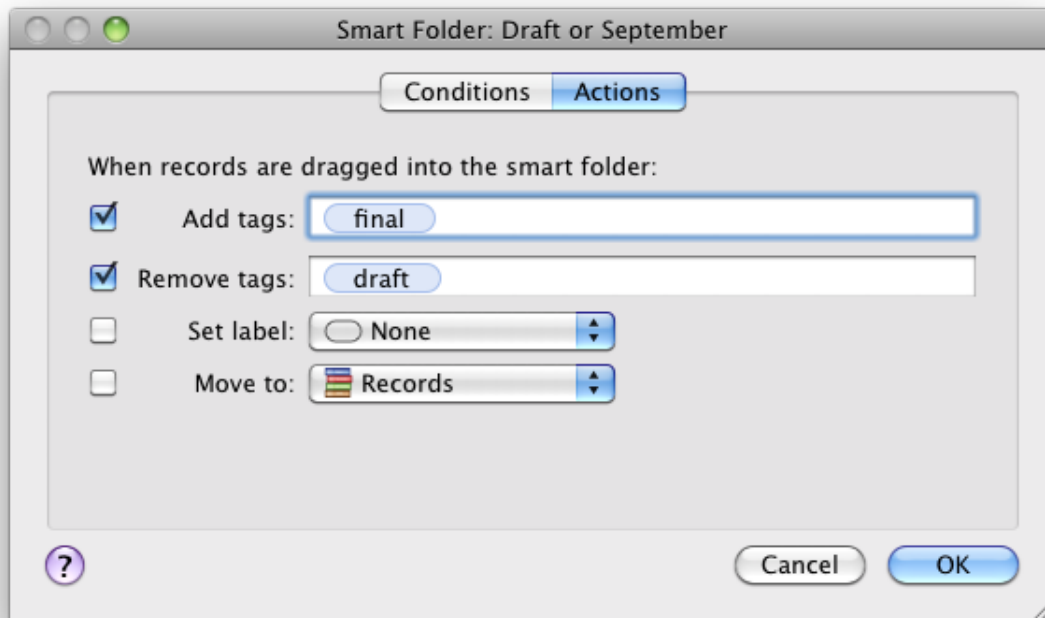 Smart Folder: Draft or September
Conditions Actions
When records are dragged into the smart folder:
Add tags: final
Remove tags: draft
Set label: None
Move to: Records
? Cancel OK